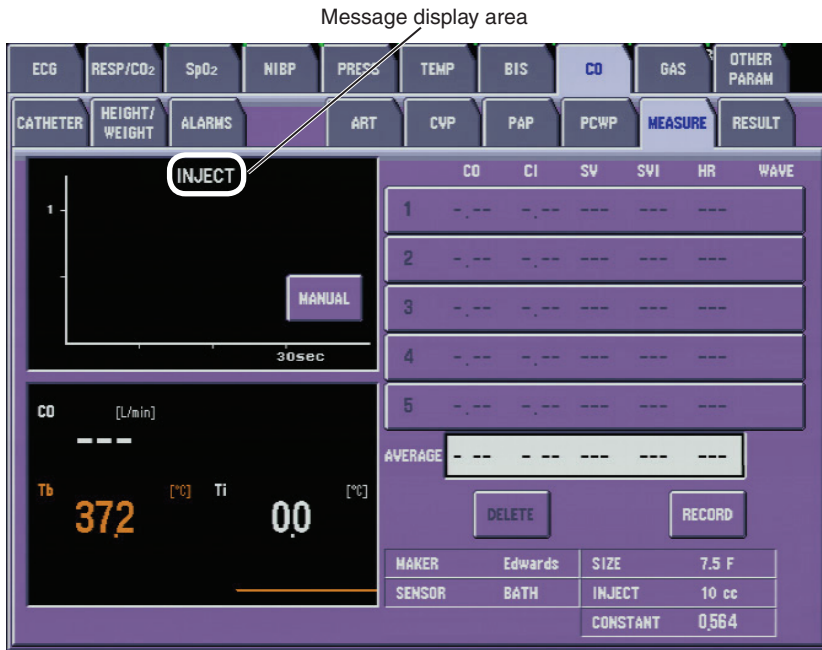 Message display area
ECG RESP/CO2 SpO2 NIBP PRESS TEMP BIS CO GAS OTHER PARAM
CATHETER HEIGHT/ WEIGHT ALARMS ART CVP PAP PCWP MEASURE RESULT
INJECT
1
MANUAL
30sec
CO CI SV SVI HR WAVE
1 -.-- -.-- --- --- ---
2 -.-- -.-- --- --- ---
3 -.-- -.-- --- --- ---
4 -.-- -.-- --- --- ---
5 -.-- -.-- --- --- ---
AVERAGE - -- - -- --- --- ---
DELETE RECORD
CO [L/min]
---
Tb [°C] Ti [°C]
37.2 0.0
MAKER Edwards SIZE 7.5 F
SENSOR BATH INJECT 10 cc
CONSTANT 0.564